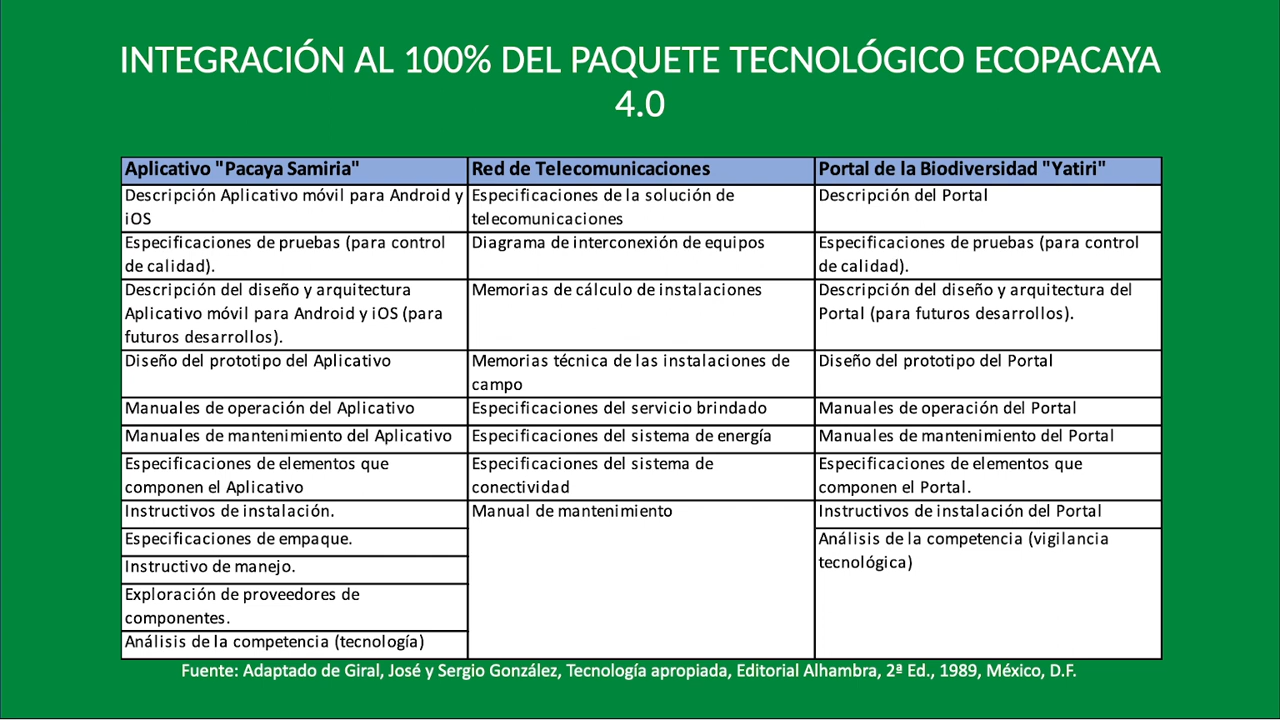 INTEGRACIÓN AL 100% DEL PAQUETE TECNOLÓGICO ECOPACAYA
4.0
Aplicativo "Pacaya Samiria"
Red de Telecomunicaciones
Portal de la Biodiversidad "Yatiri"
Descripción Aplicativo móvil para Android y
iOS
Especificaciones de la solución de
telecomunicaciones
Descripción del Portal
Especificaciones de pruebas (para control
de calidad).
Diagrama de interconexión de equipos
Especificaciones de pruebas (para control
de calidad).
Descripción del diseño y arquitectura
Aplicativo móvil para Android y iOS (para
futuros desarrollos).
Memorias de cálculo de instalaciones
Descripción del diseño y arquitectura del
Portal (para futuros desarrollos).
Diseño del prototipo del Aplicativo
Memorias técnica de las instalaciones de
campo
Diseño del prototipo del Portal
Manuales de operación del Aplicativo
Especificaciones del servicio brindado
Manuales de operación del Portal
Manuales de mantenimiento del Aplicativo
Especificaciones del sistema de energía
Manuales de mantenimiento del Portal
Especificaciones de elementos que
componen el Aplicativo
Especificaciones del sistema de
conectividad
Especificaciones de elementos que
componen el Portal.
Instructivos de instalación.
Manual de mantenimiento
Instructivos de instalación del Portal
Especificaciones de empaque.
Análisis de la competencia (vigilancia
tecnológica)
Instructivo de manejo.
Exploración de proveedores de
componentes.
Análisis de la competencia (tecnología)
Fuente: Adaptado de Giral, José y Sergio González, Tecnología apropiada, Editorial Alhambra, 2ª Ed., 1989, México, D.F.